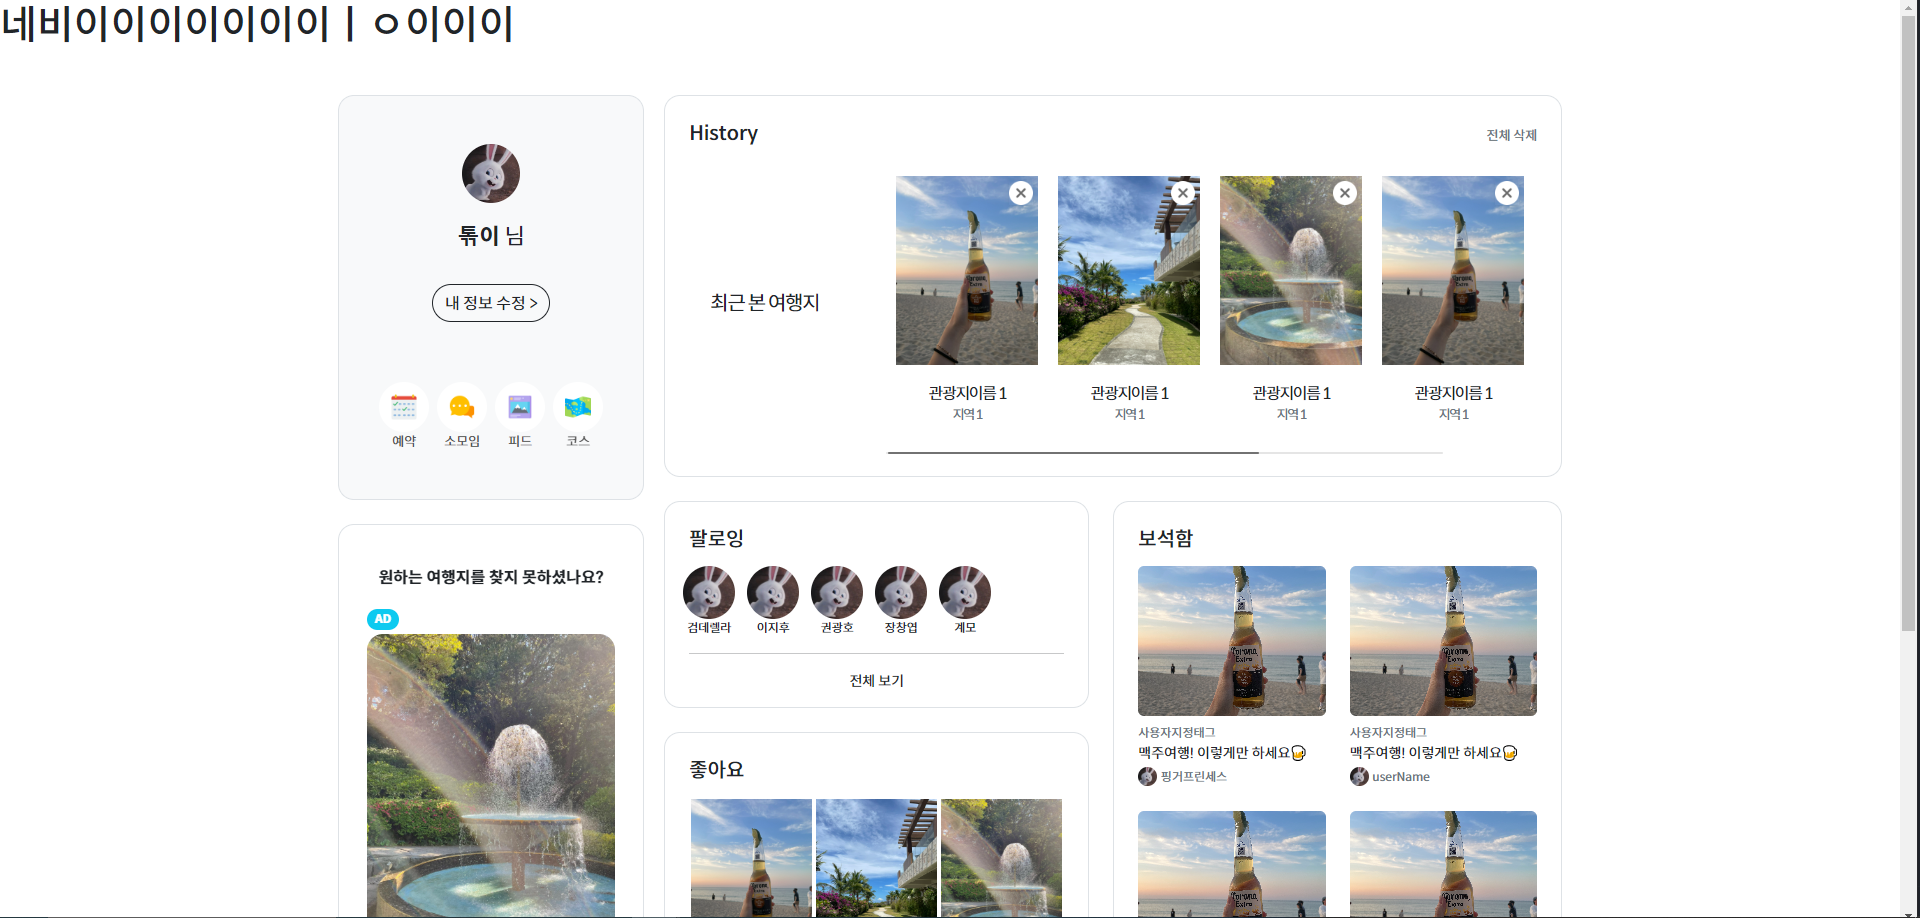 네비이이이이이이이ㅣㅇ이이이
톢이 님
내 정보 수정 >
예약 소모임 피드 코스
원하는 여행지를 찾지 못하셨나요?
AD
History
전체 삭제
최근 본 여행지
관광지이름 1
지역 1
관광지이름 1
지역 1
관광지이름 1
지역 1
관광지이름 1
지역 1
팔로잉
검데렐라 이지후 권광호 장창엽 계모
전체 보기
좋아요
보석함
사용자지정태그
맥주여행! 이렇게만 하세요🍻
핑거프린세스
사용자지정태그
맥주여행! 이렇게만 하세요🍻
userName
Corona
Extra